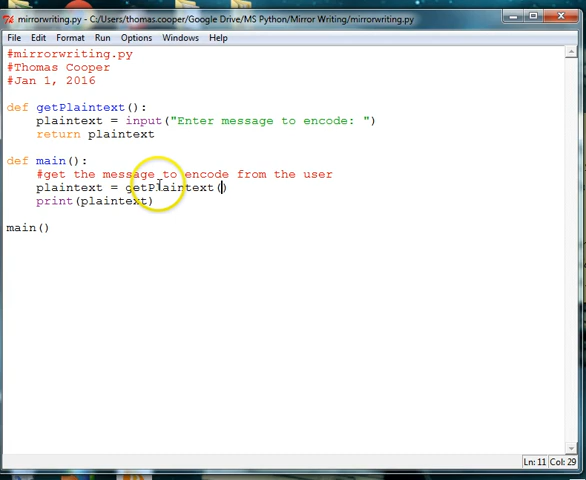 mirrorwriting.py - C:/Users/thomas.cooper/Google Drive/MS Python/Mirror Writing/mirrorwriting.py
File Edit Format Run Options Windows Help
#mirrorwriting.py
#Thomas Cooper
#Jan 1, 2016
def getPlaintext():
    plaintext = input("Enter message to encode: ")
    return plaintext
def main():
    #get the message to encode from the user
    plaintext = getPlaintext()
    print(plaintext)
main()
Ln: 11 Col: 29